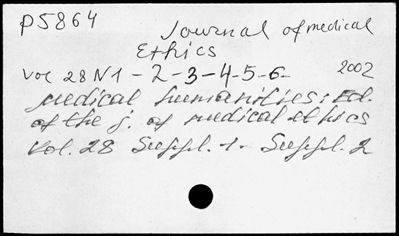 P5864
Journal of medical
Ethics
Vol 28 N1-2-3-4-5-6- 2002
Medical humanities: Ed.
of the j. of medical ethics
Vol. 28 Suppl. 1- Suppl. 2